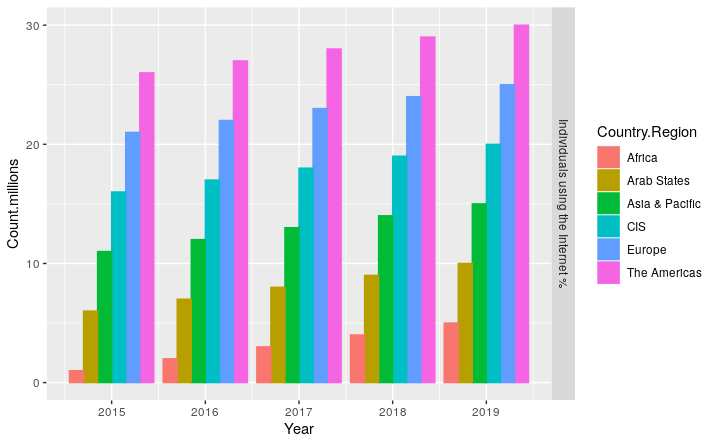 30
20
10
0
Count.millions
2015 2016 2017 2018 2019
Year
Individuals using the Internet %
Country.Region
Africa
Arab States
Asia & Pacific
CIS
Europe
The Americas